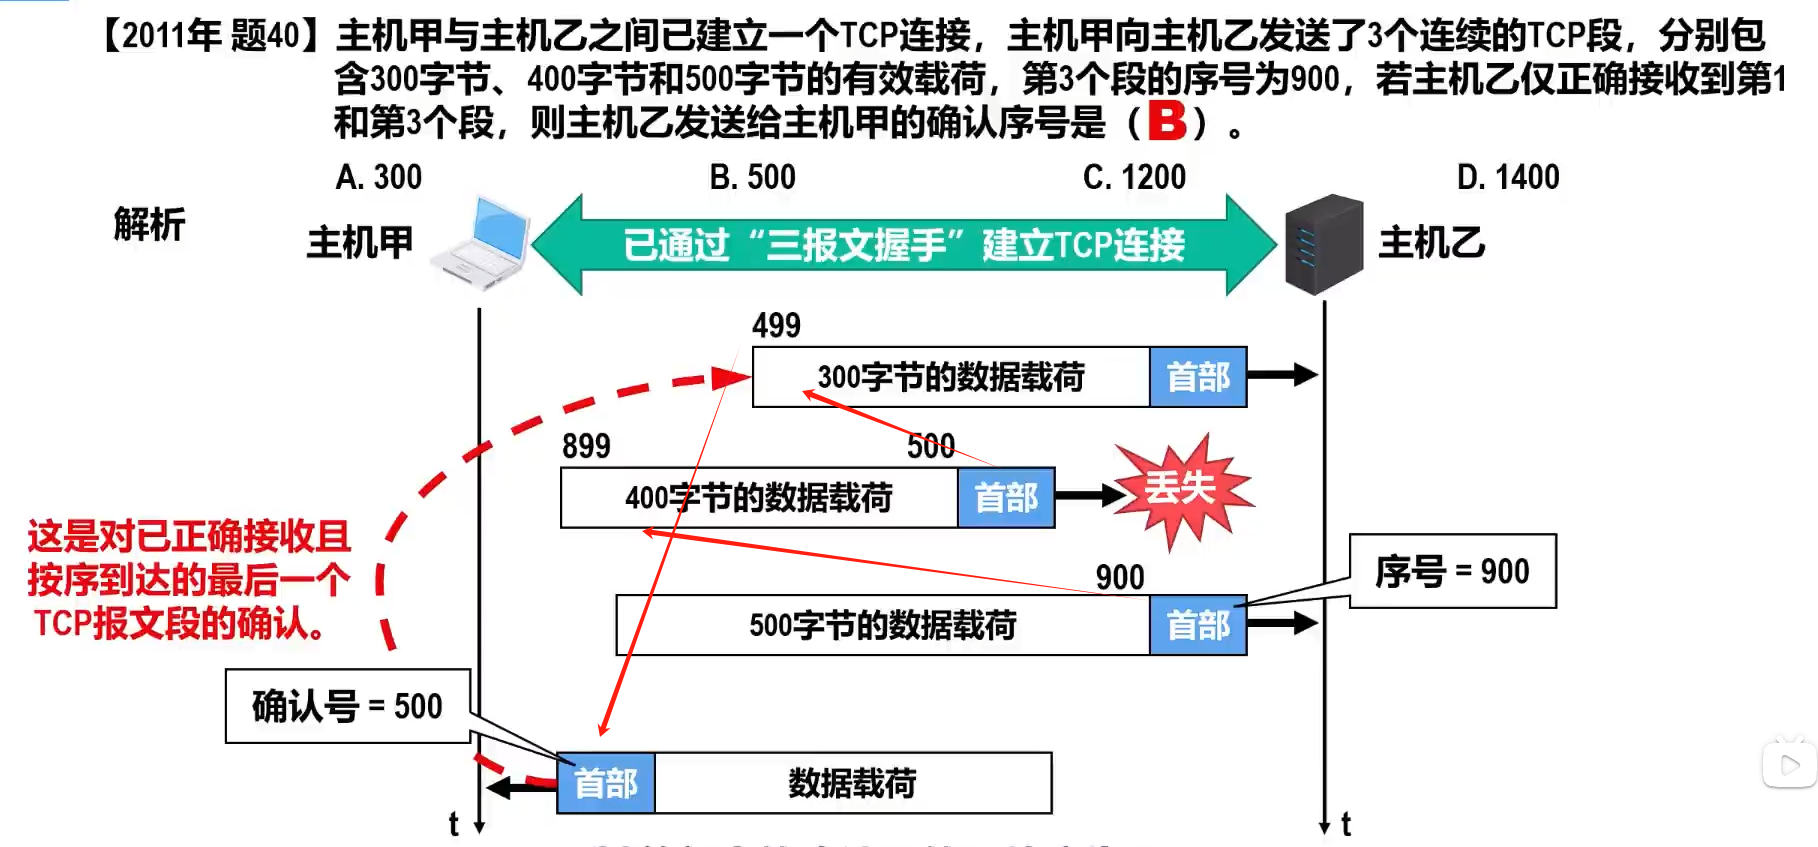 【2011年 题40】主机甲与主机乙之间已建立一个TCP连接，主机甲向主机乙发送了3个连续的TCP段，分别包
含300字节、400字节和500字节的有效载荷，第3个段的序号为900，若主机乙仅正确接收到第1
和第3个段，则主机乙发送给主机甲的确认序号是（B）。
A. 300 B. 500 C. 1200 D. 1400
解析
主机甲
已通过“三报文握手”建立TCP连接
主机乙
499
300字节的数据载荷 首部
899 500
400字节的数据载荷 首部
丢失
这是对已正确接收且
按序到达的最后一个
TCP报文段的确认。
900
序号 = 900
500字节的数据载荷 首部
确认号 = 500
首部 数据载荷
t
t